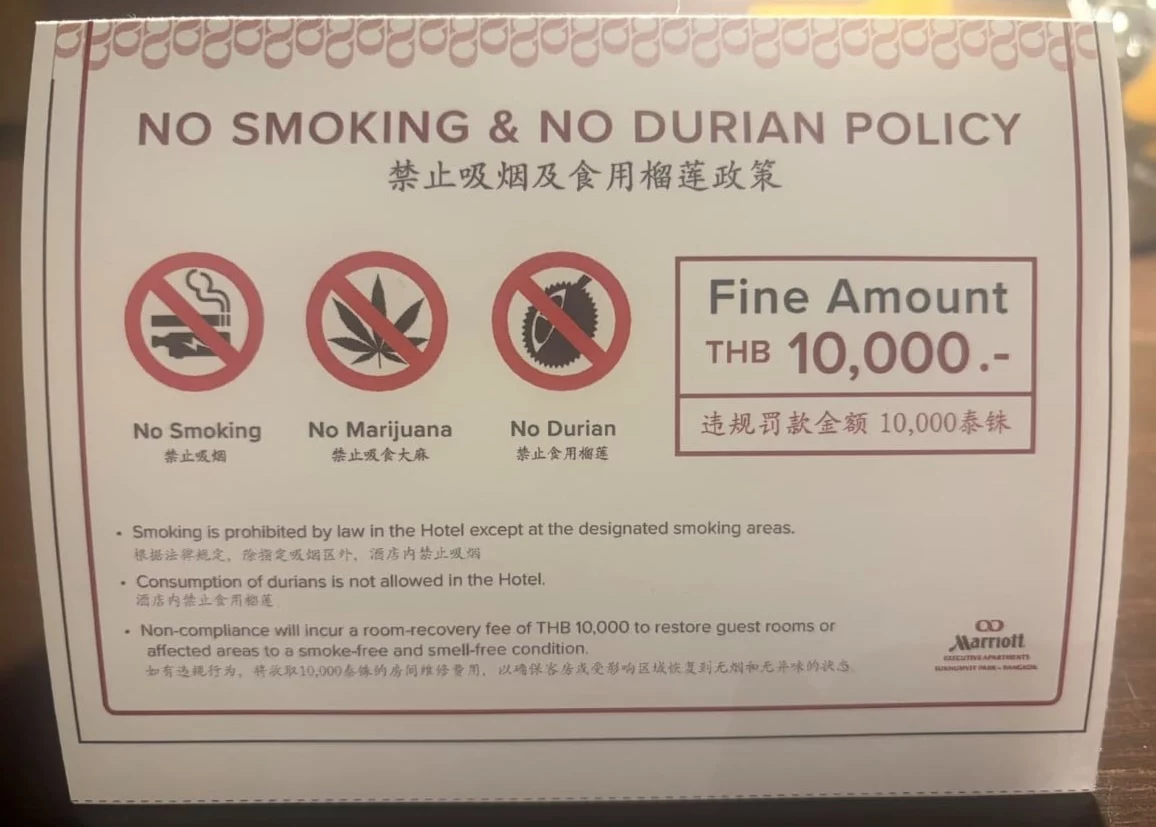 NO SMOKING & NO DURIAN POLICY
禁止吸烟及食用榴莲政策
No Smoking
禁止吸烟
No Marijuana
禁止吸食大麻
No Durian
禁止食用榴莲
Fine Amount
THB 10,000.-
违规罚款金额 10,000泰铢
• Smoking is prohibited by law in the Hotel except at the designated smoking areas.
根据法律规定，除指定吸烟区外，酒店内禁止吸烟
• Consumption of durians is not allowed in the Hotel.
酒店内禁止食用榴莲
• Non-compliance will incur a room-recovery fee of THB 10,000 to restore guest rooms or
affected areas to a smoke-free and smell-free condition.
如有违规行为，将收取10,000泰铢的房间维修费用，以确保客房或受影响区域恢复到无烟和无异味的状态
Marriott
EXECUTIVE APARTMENTS
SUKHUMVIT PARK – BANGKOK